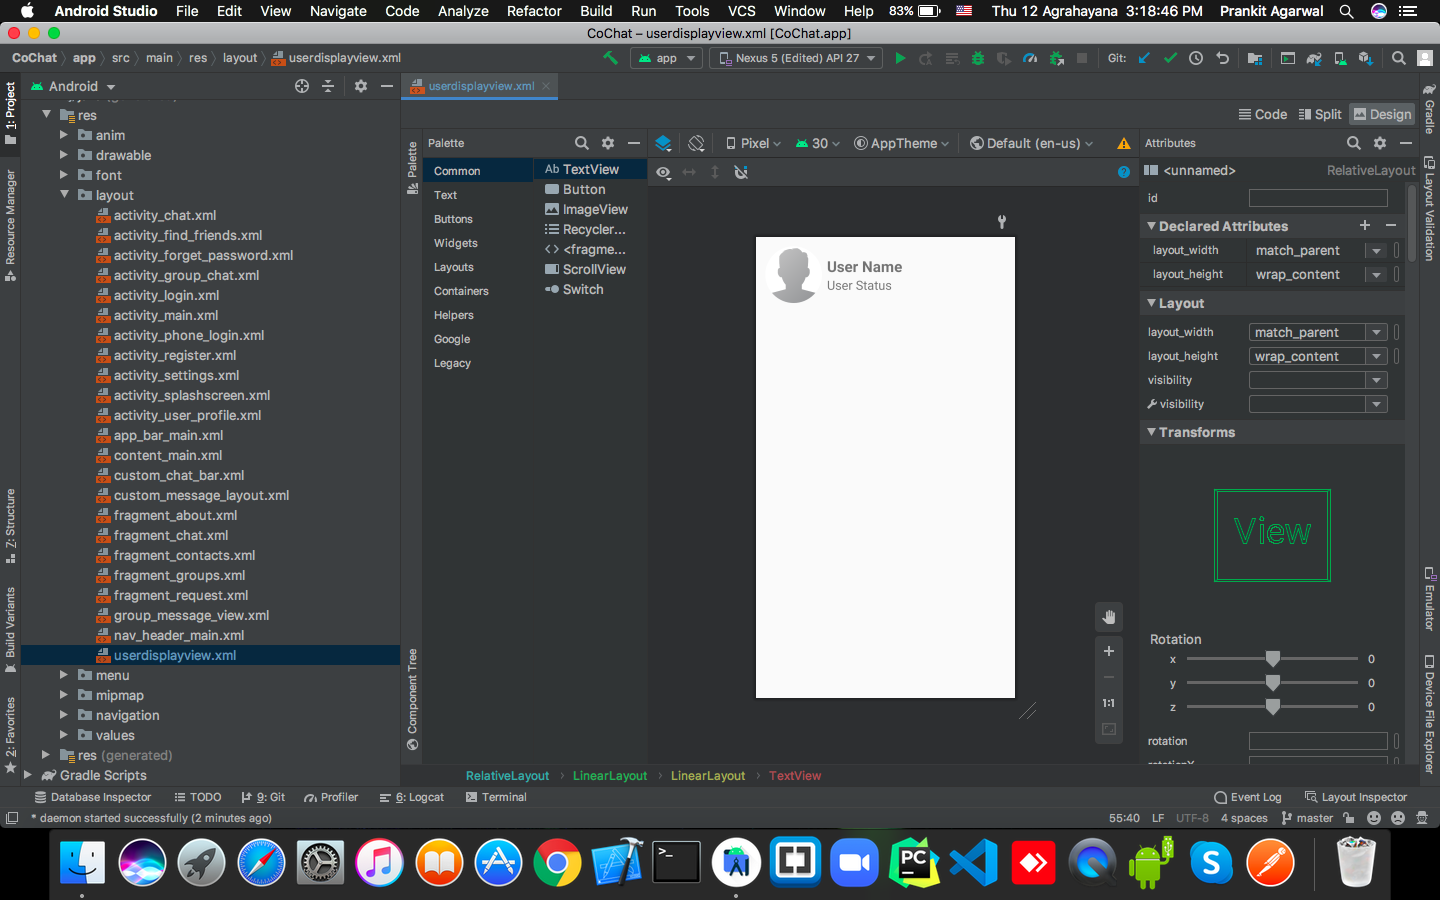 Android Studio File Edit View Navigate Code Analyze Refactor Build Run Tools VCS Window Help 83% Thu 12 Agrahayana 3:18:46 PM Prankit Agarwal
CoChat – userdisplayview.xml [CoChat.app]
CoChat app src main res layout userdisplayview.xml app Nexus 5 (Edited) API 27 Git:
Android
userdisplayview.xml
res
anim
drawable
font
layout
activity_chat.xml
activity_find_friends.xml
activity_forget_password.xml
activity_group_chat.xml
activity_login.xml
activity_main.xml
activity_phone_login.xml
activity_register.xml
activity_settings.xml
activity_splashscreen.xml
activity_user_profile.xml
app_bar_main.xml
content_main.xml
custom_chat_bar.xml
custom_message_layout.xml
fragment_about.xml
fragment_chat.xml
fragment_contacts.xml
fragment_groups.xml
fragment_request.xml
group_message_view.xml
nav_header_main.xml
userdisplayview.xml
menu
mipmap
navigation
values
res (generated)
Gradle Scripts
1: Project
Resource Manager
Z: Structure
Build Variants
2: Favorites
Code Split Design
Palette
Component Tree
Palette
Common
Text
Buttons
Widgets
Layouts
Containers
Helpers
Google
Legacy
Ab TextView
Button
ImageView
Recycler...
<fragme...
ScrollView
Switch
Pixel 30 AppTheme Default (en-us)
User Name
User Status
1:1
Attributes
<unnamed> RelativeLayout
id
Declared Attributes
layout_width match_parent
layout_height wrap_content
Layout
layout_width match_parent
layout_height wrap_content
visibility
visibility
Transforms
View
Rotation
x 0
y 0
z 0
rotation
Gradle
Layout Validation
Emulator
Device File Explorer
RelativeLayout LinearLayout LinearLayout TextView
Database Inspector TODO 9: Git Profiler 6: Logcat Terminal Event Log Layout Inspector
* daemon started successfully (2 minutes ago) 55:40 LF UTF-8 4 spaces master
>_
PC